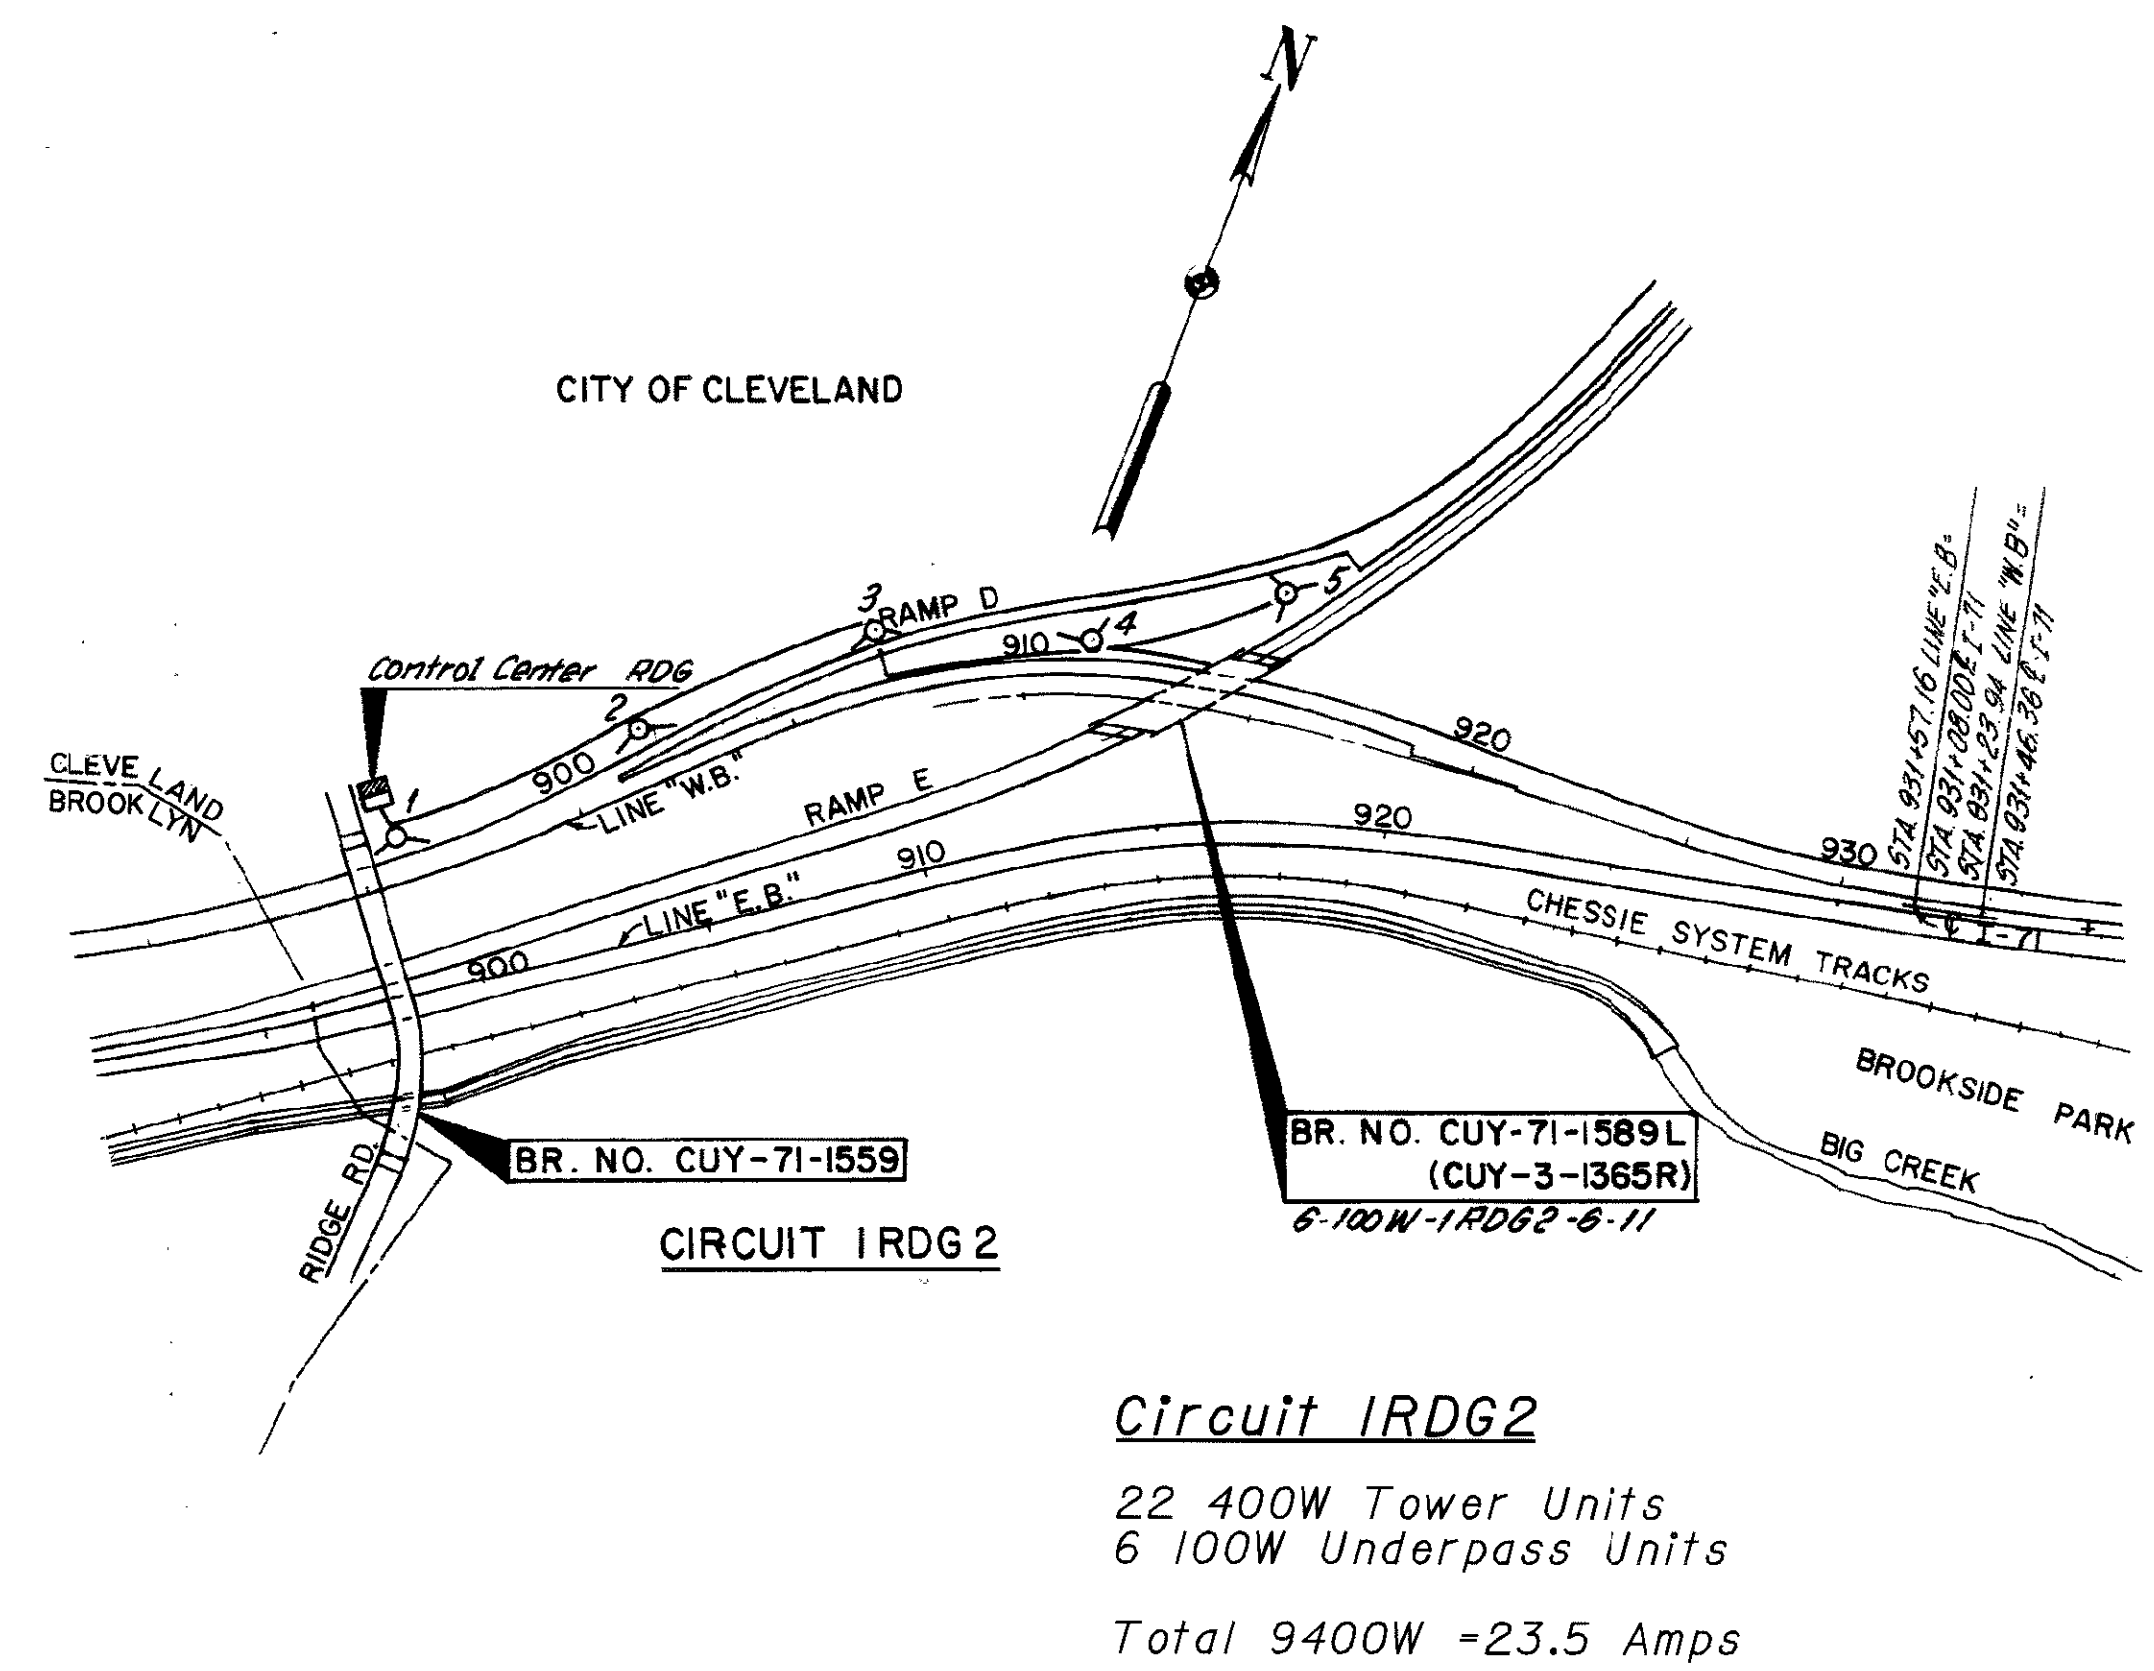 N
CITY OF CLEVELAND
3
RAMP D
5
4
910
Control Center RDG
2
900
1
LINE "W.B."
CLEVELAND
BROOKLYN
RAMP E
920
920
910
930
STA. 931+57.16 LINE "E.B.=
STA. 931+08.00 ℄ I-71
STA. 931+23.94 LINE "W.B"=
STA. 931+46.36 ℄ I-71
℄ I-71
LINE "E.B."
900
CHESSIE SYSTEM TRACKS
BROOKSIDE PARK
BIG CREEK
RIDGE RD.
BR. NO. CUY-71-1559
BR. NO. CUY-71-1589L
(CUY-3-1365R)
6-100W-1RDG2-6-11
CIRCUIT 1RDG2
Circuit 1RDG2
22 400W Tower Units
6 100W Underpass Units
Total 9400W =23.5 Amps